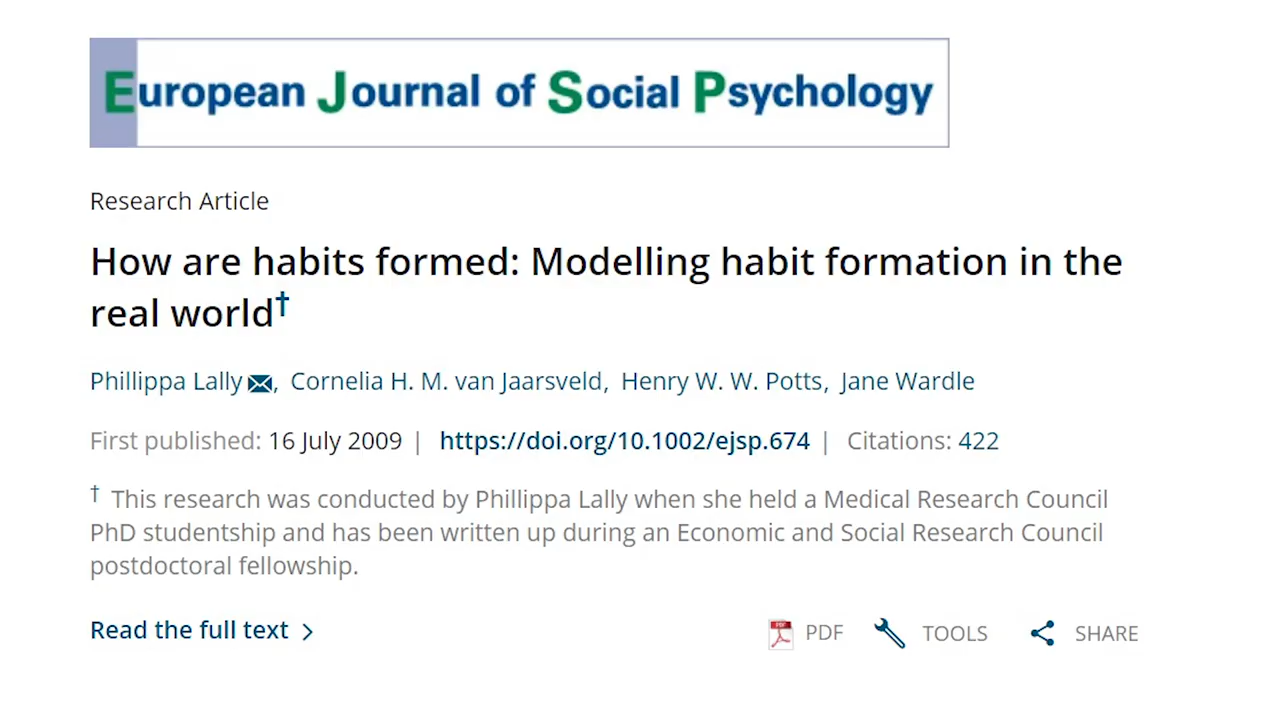 European Journal of Social Psychology
Research Article
How are habits formed: Modelling habit formation in the
real world†
Phillippa Lally, Cornelia H. M. van Jaarsveld, Henry W. W. Potts, Jane Wardle
First published: 16 July 2009 | https://doi.org/10.1002/ejsp.674 | Citations: 422
† This research was conducted by Phillippa Lally when she held a Medical Research Council
PhD studentship and has been written up during an Economic and Social Research Council
postdoctoral fellowship.
Read the full text
PDF PDF TOOLS SHARE